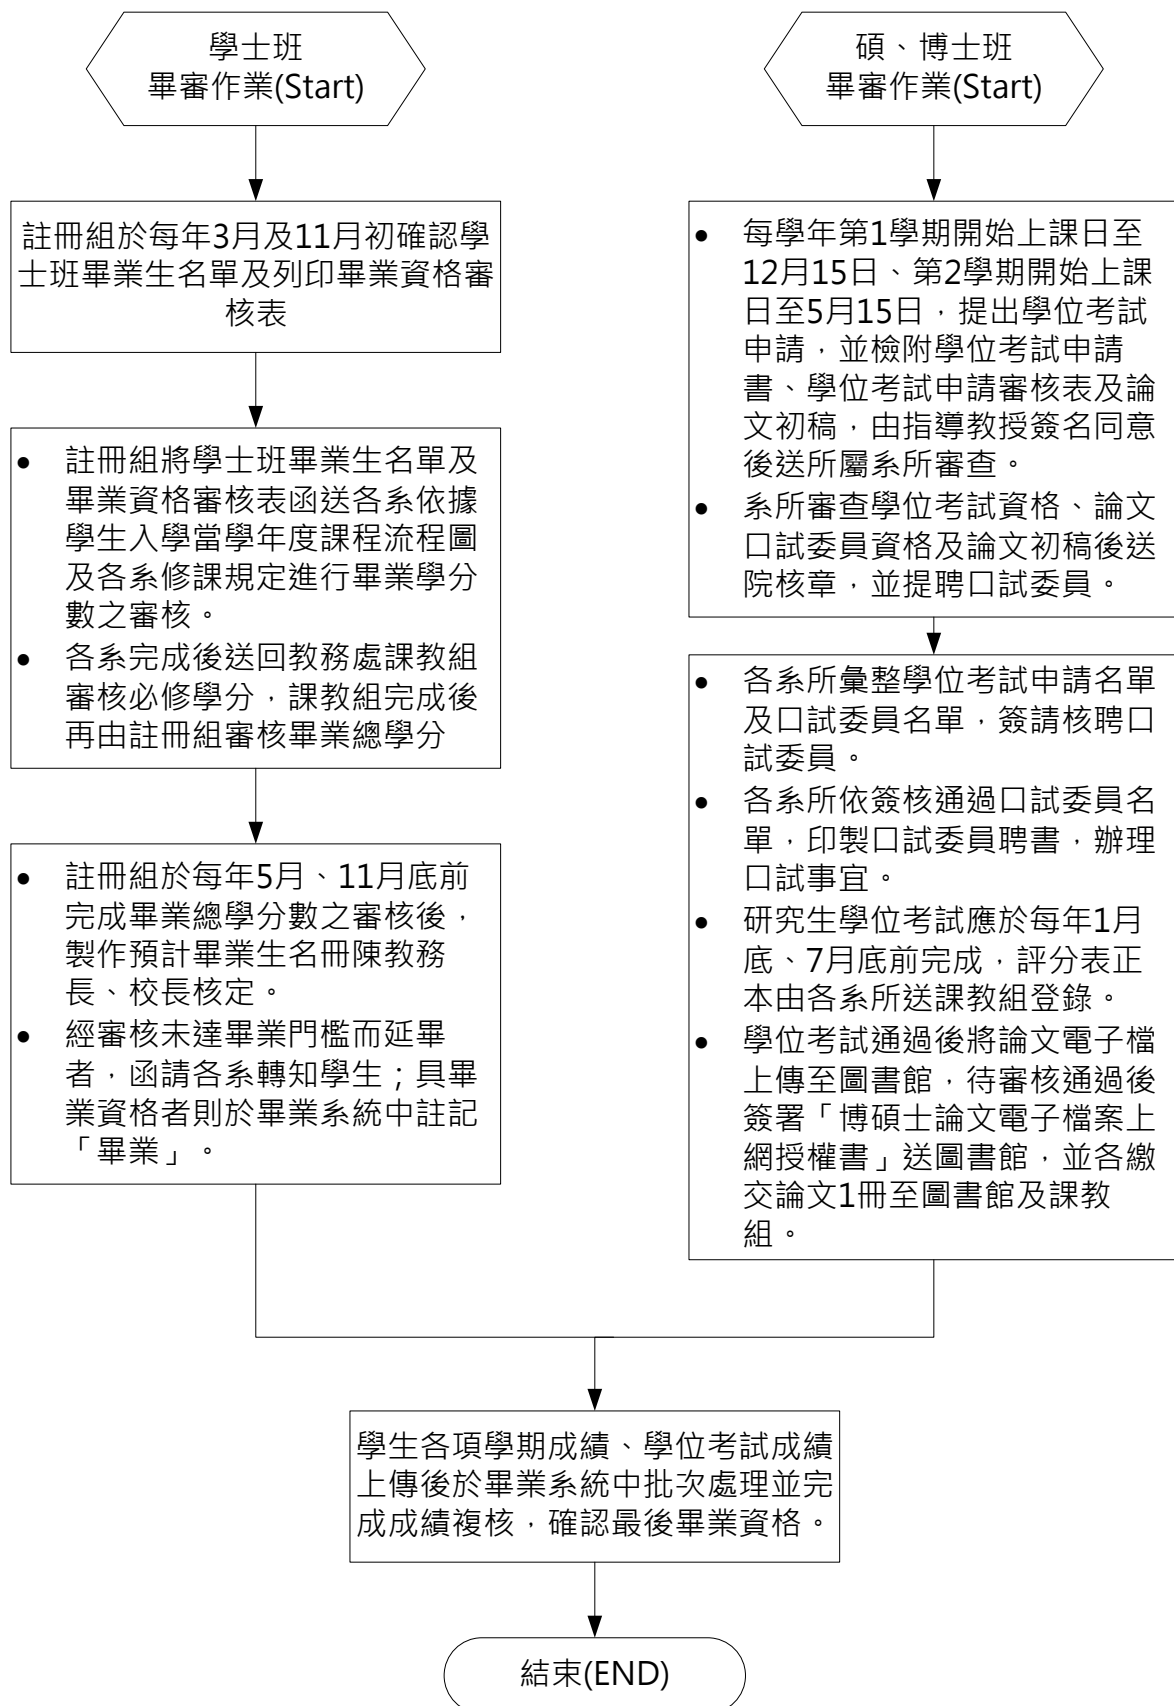 學士班
畢審作業(Start)
註冊組於每年3月及11月初確認學
士班畢業生名單及列印畢業資格審
核表
● 註冊組將學士班畢業生名單及
畢業資格審核表函送各系依據
學生入學當學年度課程流程圖
及各系修課規定進行畢業學分
數之審核。
● 各系完成後送回教務處課教組
審核必修學分，課教組完成後
再由註冊組審核畢業總學分
● 註冊組於每年5月、11月底前
完成畢業總學分數之審核後，
製作預計畢業生名冊陳教務
長、校長核定。
● 經審核未達畢業門檻而延畢
者，函請各系轉知學生；具畢
業資格者則於畢業系統中註記
「畢業」。
碩、博士班
畢審作業(Start)
● 每學年第1學期開始上課日至
12月15日、第2學期開始上課
日至5月15日，提出學位考試
申請，並檢附學位考試申請
書、學位考試申請審核表及論
文初稿，由指導教授簽名同意
後送所屬系所審查。
● 系所審查學位考試資格、論文
口試委員資格及論文初稿後送
院核章，並提聘口試委員。
● 各系所彙整學位考試申請名單
及口試委員名單，簽請核聘口
試委員。
● 各系所依簽核通過口試委員名
單，印製口試委員聘書，辦理
口試事宜。
● 研究生學位考試應於每年1月
底、7月底前完成，評分表正
本由各系所送課教組登錄。
● 學位考試通過後將論文電子檔
上傳至圖書館，待審核通過後
簽署「博碩士論文電子檔案上
網授權書」送圖書館，並各繳
交論文1冊至圖書館及課教
組。
學生各項學期成績、學位考試成績
上傳後於畢業系統中批次處理並完
成成績複核，確認最後畢業資格。
結束(END)